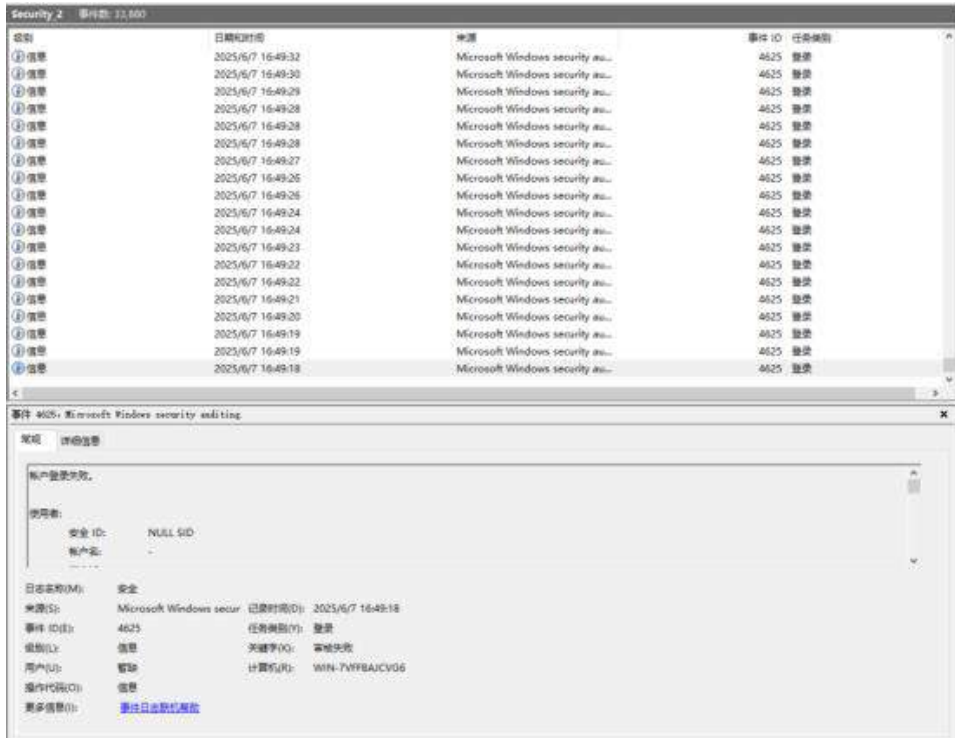 Security_2 事件数: 33,660
级别 日期和时间 来源 事件 ID 任务类别
信息 2025/6/7 16:49:32 Microsoft Windows security au... 4625 登录
信息 2025/6/7 16:49:30 Microsoft Windows security au... 4625 登录
信息 2025/6/7 16:49:29 Microsoft Windows security au... 4625 登录
信息 2025/6/7 16:49:28 Microsoft Windows security au... 4625 登录
信息 2025/6/7 16:49:28 Microsoft Windows security au... 4625 登录
信息 2025/6/7 16:49:28 Microsoft Windows security au... 4625 登录
信息 2025/6/7 16:49:27 Microsoft Windows security au... 4625 登录
信息 2025/6/7 16:49:26 Microsoft Windows security au... 4625 登录
信息 2025/6/7 16:49:26 Microsoft Windows security au... 4625 登录
信息 2025/6/7 16:49:24 Microsoft Windows security au... 4625 登录
信息 2025/6/7 16:49:24 Microsoft Windows security au... 4625 登录
信息 2025/6/7 16:49:23 Microsoft Windows security au... 4625 登录
信息 2025/6/7 16:49:22 Microsoft Windows security au... 4625 登录
信息 2025/6/7 16:49:22 Microsoft Windows security au... 4625 登录
信息 2025/6/7 16:49:21 Microsoft Windows security au... 4625 登录
信息 2025/6/7 16:49:20 Microsoft Windows security au... 4625 登录
信息 2025/6/7 16:49:19 Microsoft Windows security au... 4625 登录
信息 2025/6/7 16:49:19 Microsoft Windows security au... 4625 登录
信息 2025/6/7 16:49:18 Microsoft Windows security au... 4625 登录
事件 4625, Microsoft Windows security auditing.
常规 详细信息
帐户登录失败。
使用者:
安全 ID: NULL SID
帐户名: -
日志名称(M): 安全
来源(S): Microsoft Windows secur 记录时间(D): 2025/6/7 16:49:18
事件 ID(E): 4625 任务类别(Y): 登录
级别(L): 信息 关键字(K): 审核失败
用户(U): 暂缺 计算机(R): WIN-7VFFBAJCVG6
操作代码(O): 信息
更多信息(I): 事件日志联机帮助